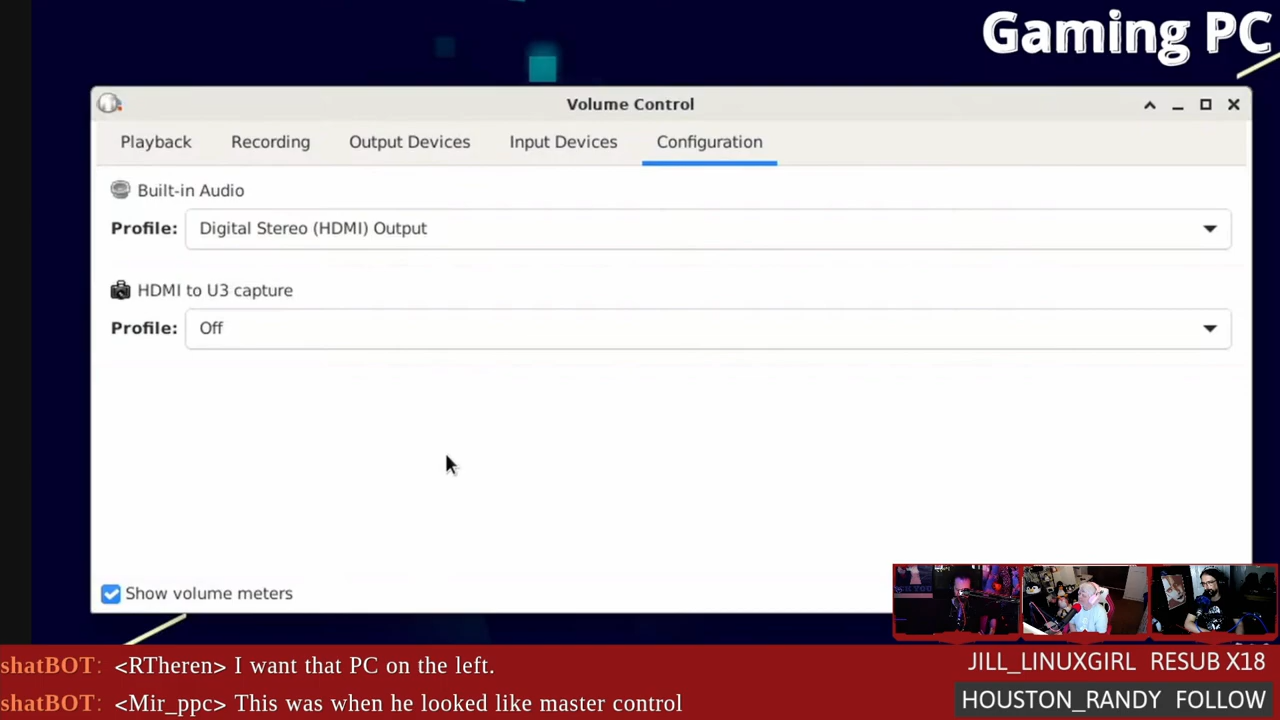 Gaming PC
Volume Control
Playback Recording Output Devices Input Devices Configuration
Built-in Audio
Profile: Digital Stereo (HDMI) Output
HDMI to U3 capture
Profile: Off
Show volume meters
shatBOT: <RTheren> I want that PC on the left.
JILL_LINUXGIRL RESUB X18
shatBOT: <Mir_ppc> This was when he looked like master control
HOUSTON_RANDY FOLLOW